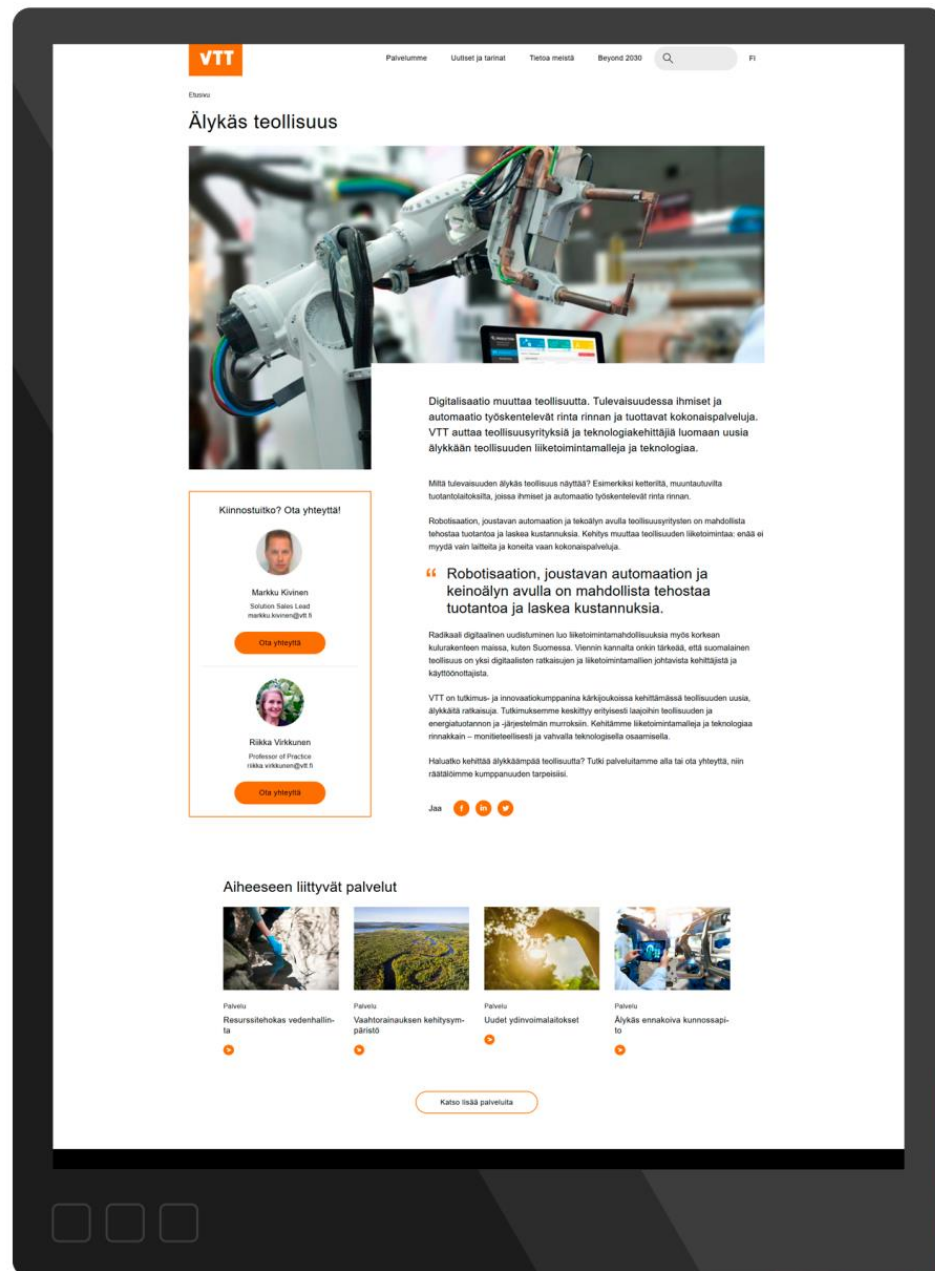 VTT
Palvelumme
Uutiset ja tarinat
Tietoa meistä
Beyond 2030
FI
Etusivu
Älykäs teollisuus
Digitalisaatio muuttaa teollisuutta. Tulevaisuudessa ihmiset ja
automaatio työskentelevät rinta rinnan ja tuottavat kokonaispalveluja.
VTT auttaa teollisuusyrityksiä ja teknologiakehittäjiä luomaan uusia
älykkään teollisuuden liiketoimintamalleja ja teknologiaa.
Miltä tulevaisuuden älykäs teollisuus näyttää? Esimerkiksi ketteriltä, muuntautuvilta
tuotantolaitoksilta, joissa ihmiset ja automaatio työskentelevät rinta rinnan.
Robotisaation, joustavan automaation ja tekoälyn avulla teollisuusyritysten on mahdollista
tehostaa tuotantoa ja laskea kustannuksia. Kehitys muuttaa teollisuuden liiketoimintaa: enää ei
myydä vain laitteita ja koneita vaan kokonaispalveluja.
“ Robotisaation, joustavan automaation ja
keinoälyn avulla on mahdollista tehostaa
tuotantoa ja laskea kustannuksia.
Radikaali digitaalinen uudistuminen luo liiketoimintamahdollisuuksia myös korkean
kulurakenteen maissa, kuten Suomessa. Viennin kannalta onkin tärkeää, että suomalainen
teollisuus on yksi digitaalisten ratkaisujen ja liiketoimintamallien johtavista kehittäjistä ja
käyttöönottajista.
VTT on tutkimus- ja innovaatiokumppanina kärkijoukoissa kehittämässä teollisuuden uusia,
älykkäitä ratkaisuja. Tutkimuksemme keskittyy erityisesti laajoihin teollisuuden ja
energiatuotannon ja -järjestelmän murroksiin. Kehitämme liiketoimintamalleja ja teknologiaa
rinnakkain – monitieteellisesti ja vahvalla teknologisella osaamisella.
Haluatko kehittää älykkäämpää teollisuutta? Tutki palveluitamme alla tai ota yhteyttä, niin
räätälöimme kumppanuuden tarpeisiisi.
Jaa
Kiinnostuitko? Ota yhteyttä!
Markku Kivinen
Solution Sales Lead
markku.kivinen@vtt.fi
Ota yhteyttä
Riikka Virkkunen
Professor of Practice
riikka.virkkunen@vtt.fi
Ota yhteyttä
Aiheeseen liittyvät palvelut
Palvelu
Resurssitehokas vedenhallin-
ta
Palvelu
Vaahtorainauksen kehitysym-
päristö
Palvelu
Uudet ydinvoimalaitokset
Palvelu
Älykäs ennakoiva kunnossapi-
to
Katso lisää palveluita